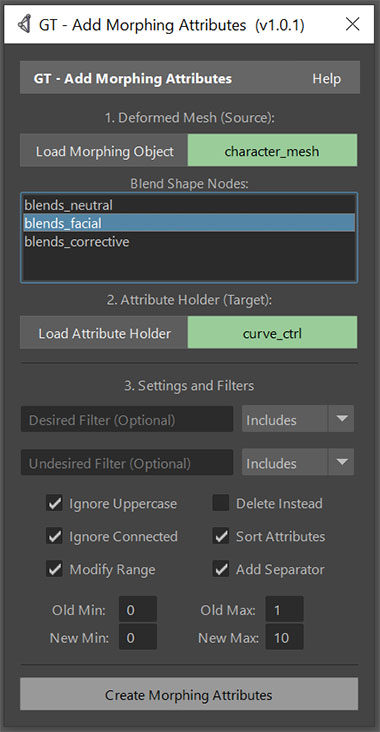 GT - Add Morphing Attributes (v1.0.1)
GT - Add Morphing Attributes Help
1. Deformed Mesh (Source):
Load Morphing Object character_mesh
Blend Shape Nodes:
blends_neutral
blends_facial
blends_corrective
2. Attribute Holder (Target):
Load Attribute Holder curve_ctrl
3. Settings and Filters
Desired Filter (Optional) Includes
Undesired Filter (Optional) Includes
Ignore Uppercase Delete Instead
Ignore Connected Sort Attributes
Modify Range Add Separator
Old Min: 0 Old Max: 1
New Min: 0 New Max: 10
Create Morphing Attributes